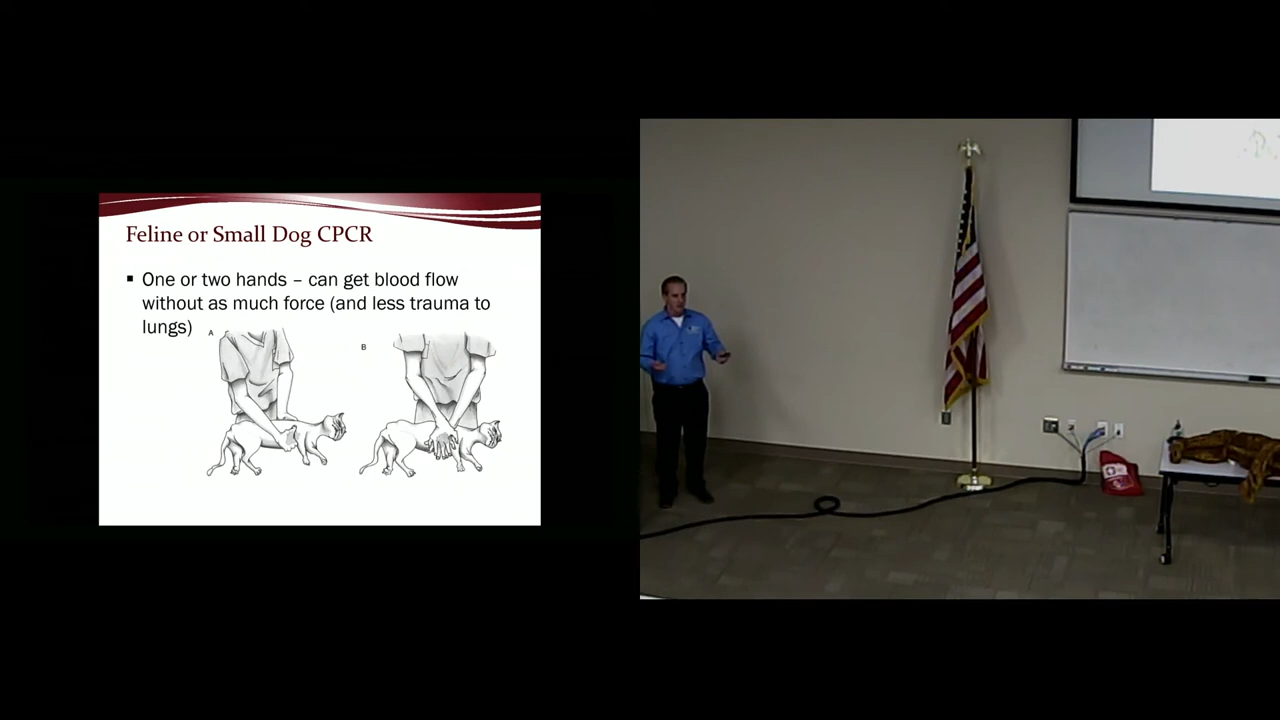 Feline or Small Dog CPCR
▪ One or two hands – can get blood flow
without as much force (and less trauma to
lungs)
A
B